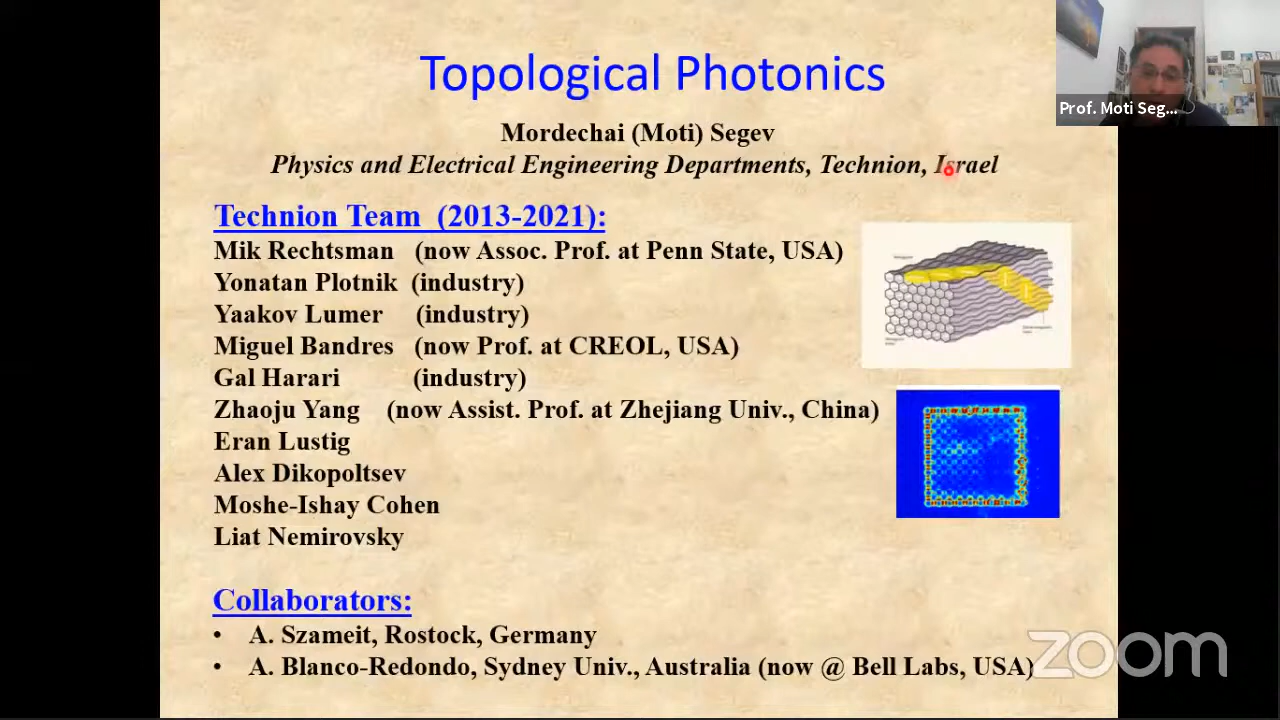 Topological Photonics
Prof. Moti Seg...
Mordechai (Moti) Segev
Physics and Electrical Engineering Departments, Technion, Israel
Technion Team (2013-2021):
Mik Rechtsman (now Assoc. Prof. at Penn State, USA)
Yonatan Plotnik (industry)
Yaakov Lumer (industry)
Miguel Bandres (now Prof. at CREOL, USA)
Gal Harari (industry)
Zhaoju Yang (now Assist. Prof. at Zhejiang Univ., China)
Eran Lustig
Alex Dikopoltsev
Moshe-Ishay Cohen
Liat Nemirovsky
Collaborators:
• A. Szameit, Rostock, Germany
• A. Blanco-Redondo, Sydney Univ., Australia (now @ Bell Labs, USA)
zoom